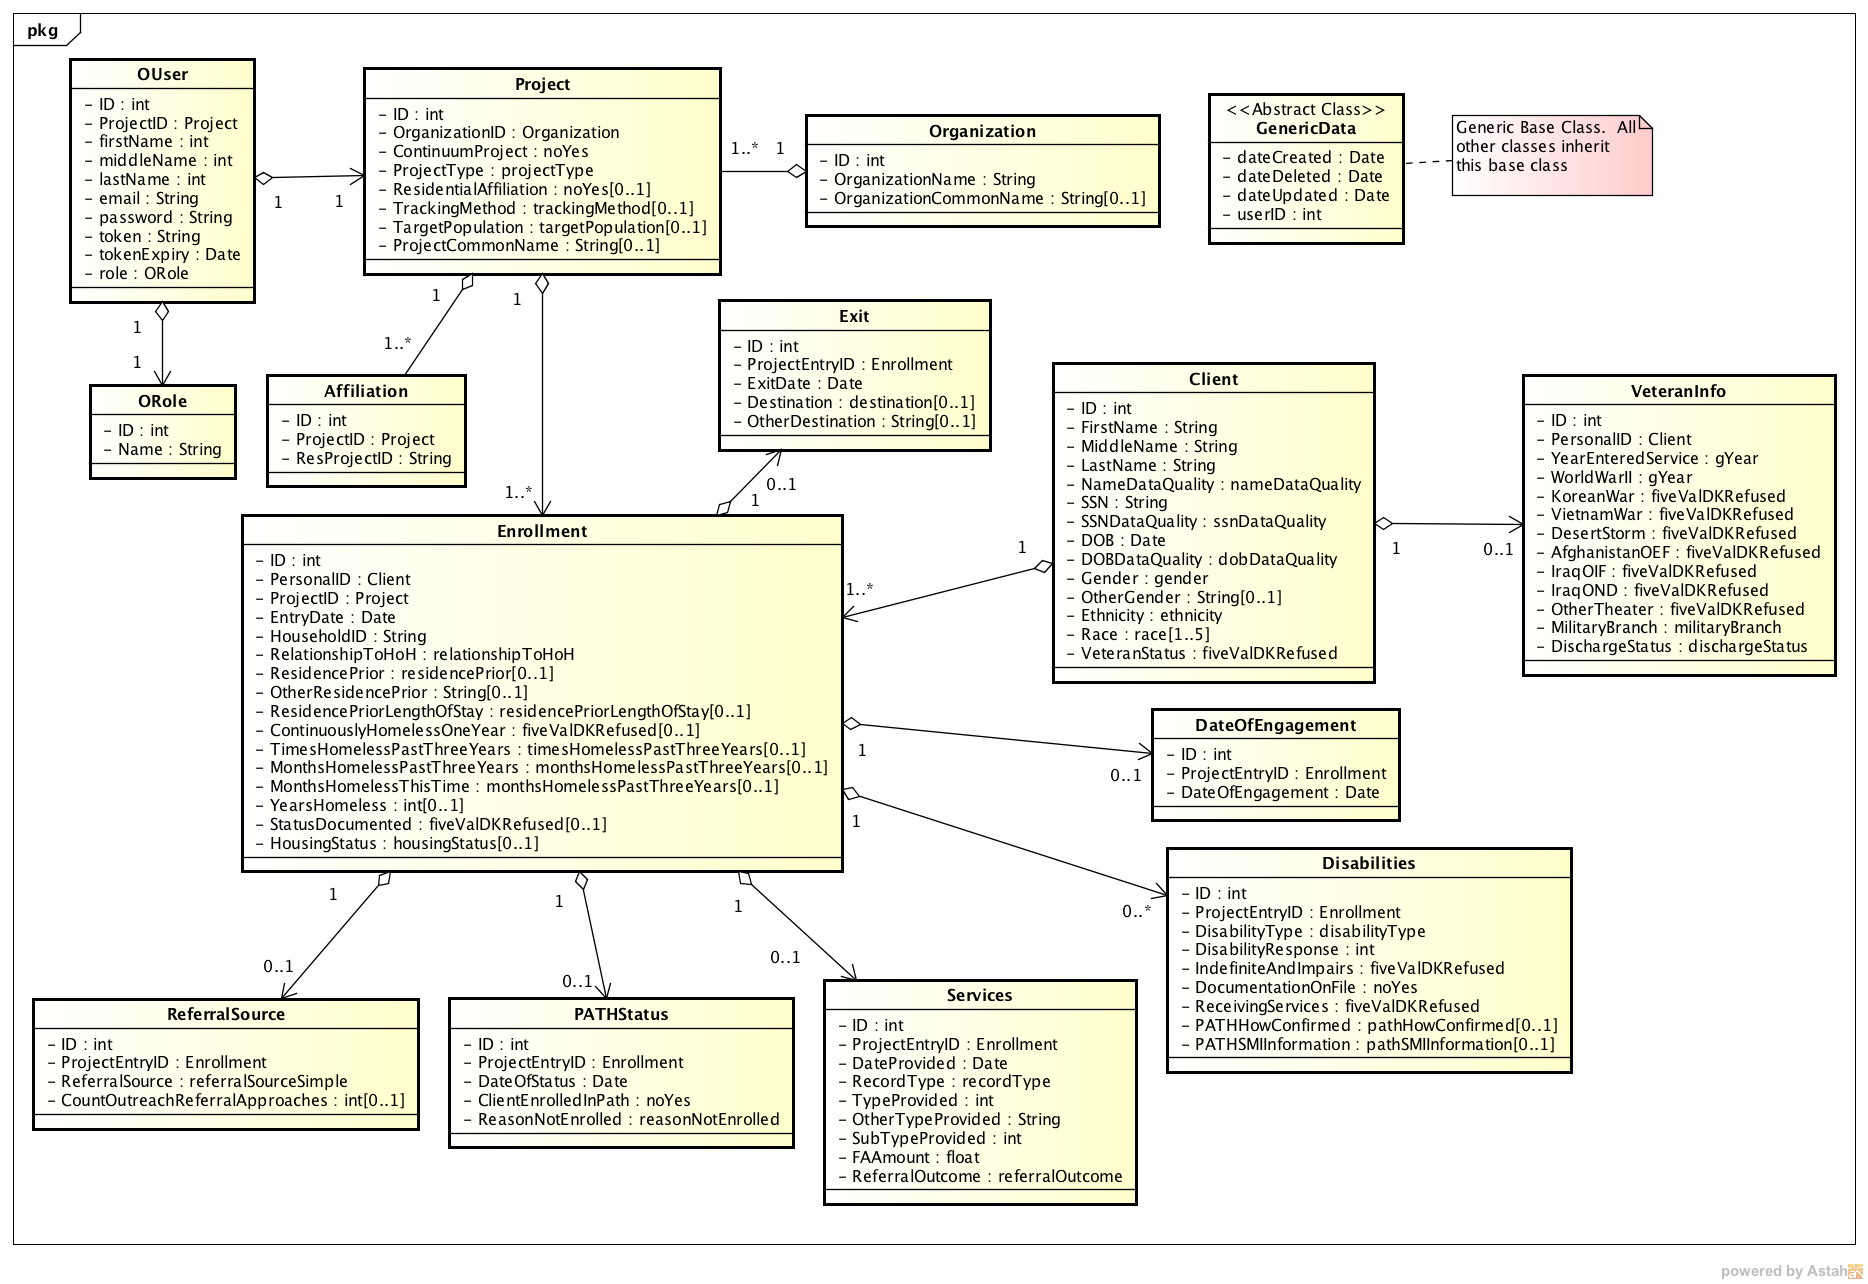 pkg
OUser
- ID : int
- ProjectID : Project
- firstName : int
- middleName : int
- lastName : int
- email : String
- password : String
- token : String
- tokenExpiry : Date
- role : ORole
1
1
1
1
ORole
- ID : int
- Name : String
Project
- ID : int
- OrganizationID : Organization
- ContinuumProject : noYes
- ProjectType : projectType
- ResidentialAffiliation : noYes[0..1]
- TrackingMethod : trackingMethod[0..1]
- TargetPopulation : targetPopulation[0..1]
- ProjectCommonName : String[0..1]
1..*
1
Organization
- ID : int
- OrganizationName : String
- OrganizationCommonName : String[0..1]
<<Abstract Class>>
GenericData
- dateCreated : Date
- dateDeleted : Date
- dateUpdated : Date
- userID : int
Generic Base Class.  All
other classes inherit
this base class
1
1..*
1
1..*
Affiliation
- ID : int
- ProjectID : Project
- ResProjectID : String
Exit
- ID : int
- ProjectEntryID : Enrollment
- ExitDate : Date
- Destination : destination[0..1]
- OtherDestination : String[0..1]
0..1
1
Client
- ID : int
- FirstName : String
- MiddleName : String
- LastName : String
- NameDataQuality : nameDataQuality
- SSN : String
- SSNDataQuality : ssnDataQuality
- DOB : Date
- DOBDataQuality : dobDataQuality
- Gender : gender
- OtherGender : String[0..1]
- Ethnicity : ethnicity
- Race : race[1..5]
- VeteranStatus : fiveValDKRefused
1
0..1
VeteranInfo
- ID : int
- PersonalID : Client
- YearEnteredService : gYear
- WorldWarII : gYear
- KoreanWar : fiveValDKRefused
- VietnamWar : fiveValDKRefused
- DesertStorm : fiveValDKRefused
- AfghanistanOEF : fiveValDKRefused
- IraqOIF : fiveValDKRefused
- IraqOND : fiveValDKRefused
- OtherTheater : fiveValDKRefused
- MilitaryBranch : militaryBranch
- DischargeStatus : dischargeStatus
1
1..*
Enrollment
- ID : int
- PersonalID : Client
- ProjectID : Project
- EntryDate : Date
- HouseholdID : String
- RelationshipToHoH : relationshipToHoH
- ResidencePrior : residencePrior[0..1]
- OtherResidencePrior : String[0..1]
- ResidencePriorLengthOfStay : residencePriorLengthOfStay[0..1]
- ContinuouslyHomelessOneYear : fiveValDKRefused[0..1]
- TimesHomelessPastThreeYears : timesHomelessPastThreeYears[0..1]
- MonthsHomelessPastThreeYears : monthsHomelessPastThreeYears[0..1]
- MonthsHomelessThisTime : monthsHomelessPastThreeYears[0..1]
- YearsHomeless : int[0..1]
- StatusDocumented : fiveValDKRefused[0..1]
- HousingStatus : housingStatus[0..1]
1
0..1
DateOfEngagement
- ID : int
- ProjectEntryID : Enrollment
- DateOfEngagement : Date
1
0..*
Disabilities
- ID : int
- ProjectEntryID : Enrollment
- DisabilityType : disabilityType
- DisabilityResponse : int
- IndefiniteAndImpairs : fiveValDKRefused
- DocumentationOnFile : noYes
- ReceivingServices : fiveValDKRefused
- PATHHowConfirmed : pathHowConfirmed[0..1]
- PATHSMIInformation : pathSMIInformation[0..1]
1
0..1
ReferralSource
- ID : int
- ProjectEntryID : Enrollment
- ReferralSource : referralSourceSimple
- CountOutreachReferralApproaches : int[0..1]
1
0..1
PATHStatus
- ID : int
- ProjectEntryID : Enrollment
- DateOfStatus : Date
- ClientEnrolledInPath : noYes
- ReasonNotEnrolled : reasonNotEnrolled
1
0..1
Services
- ID : int
- ProjectEntryID : Enrollment
- DateProvided : Date
- RecordType : recordType
- TypeProvided : int
- OtherTypeProvided : String
- SubTypeProvided : int
- FAAmount : float
- ReferralOutcome : referralOutcome
powered by Astah